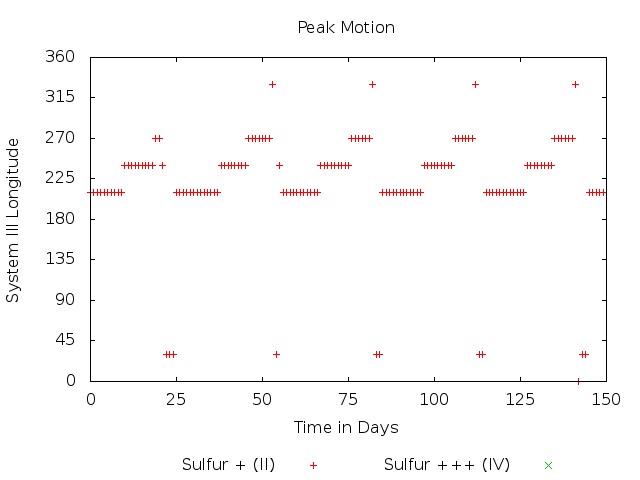 Peak Motion
360
315
270
225
180
135
90
45
0
System III Longitude
0 25 50 75 100 125 150
Time in Days
Sulfur + (II) Sulfur +++ (IV)